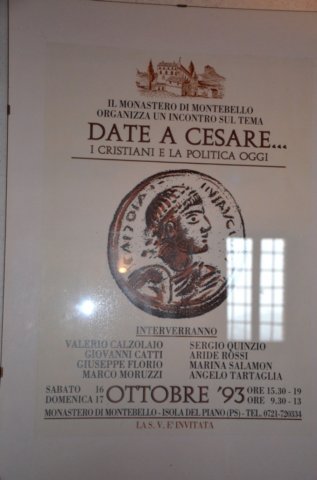 IL MONASTERO DI MONTEBELLO
ORGANIZZA UN INCONTRO SUL TEMA
DATE A CESARE...
I CRISTIANI E LA POLITICA OGGI
INTERVERRANNO
VALERIO CALZOLAIO SERGIO QUINZIO
GIOVANNI CATTI ARIDE ROSSI
GIUSEPPE FLORIO MARINA SALAMON
MARCO MORUZZI ANGELO TARTAGLIA
SABATO 16 OTTOBRE '93 ORE 15.30 - 19
DOMENICA 17 ORE 9.30 - 13
MONASTERO DI MONTEBELLO - ISOLA DEL PIANO (PS) - TEL. 0721-720334
LA S. V. E' INVITATA